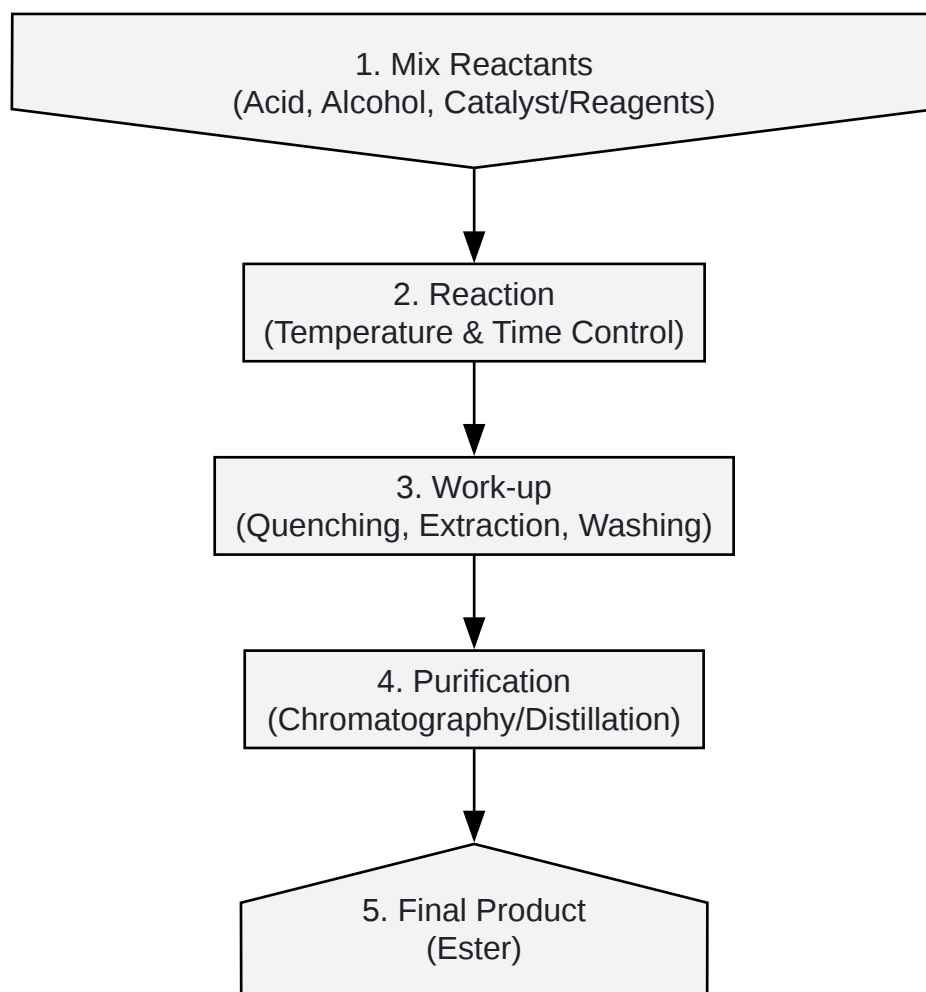 1. Mix Reactants
(Acid, Alcohol, Catalyst/Reagents)
2. Reaction
(Temperature & Time Control)
3. Work-up
(Quenching, Extraction, Washing)
4. Purification
(Chromatography/Distillation)
5. Final Product
(Ester)